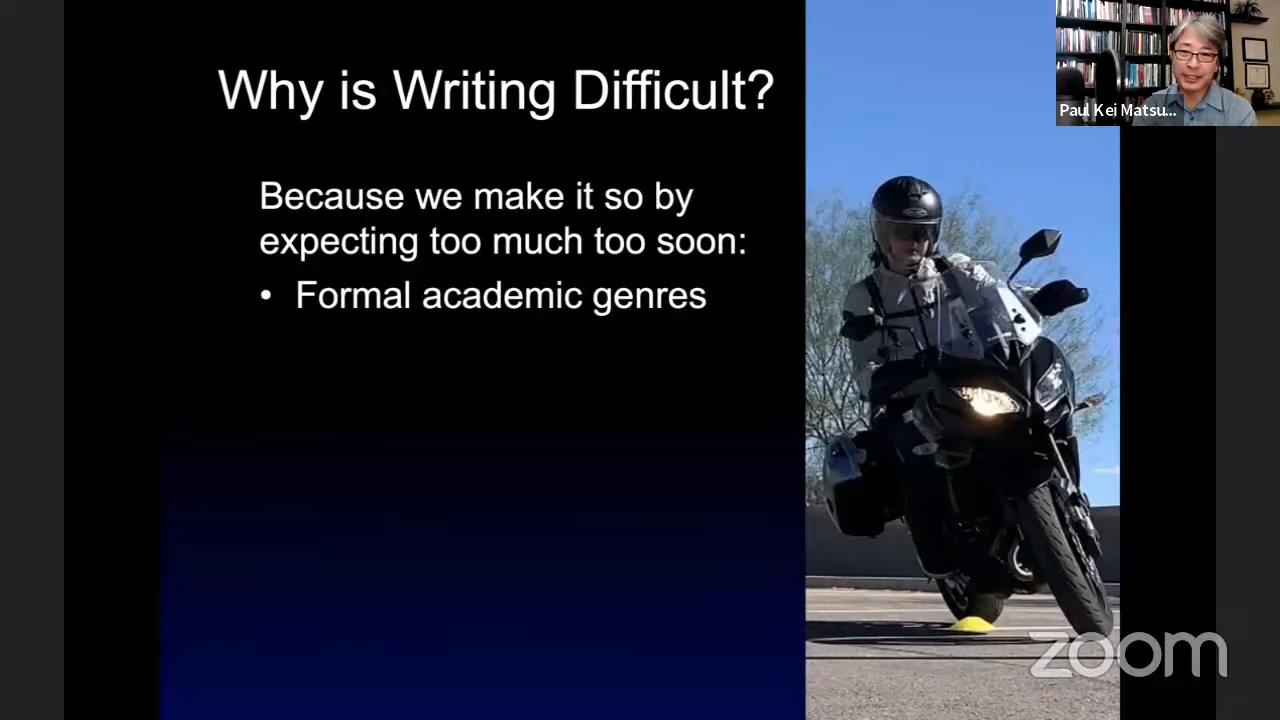 Why is Writing Difficult?
Because we make it so by
expecting too much too soon:
• Formal academic genres
Paul Kei Matsu...
zoom